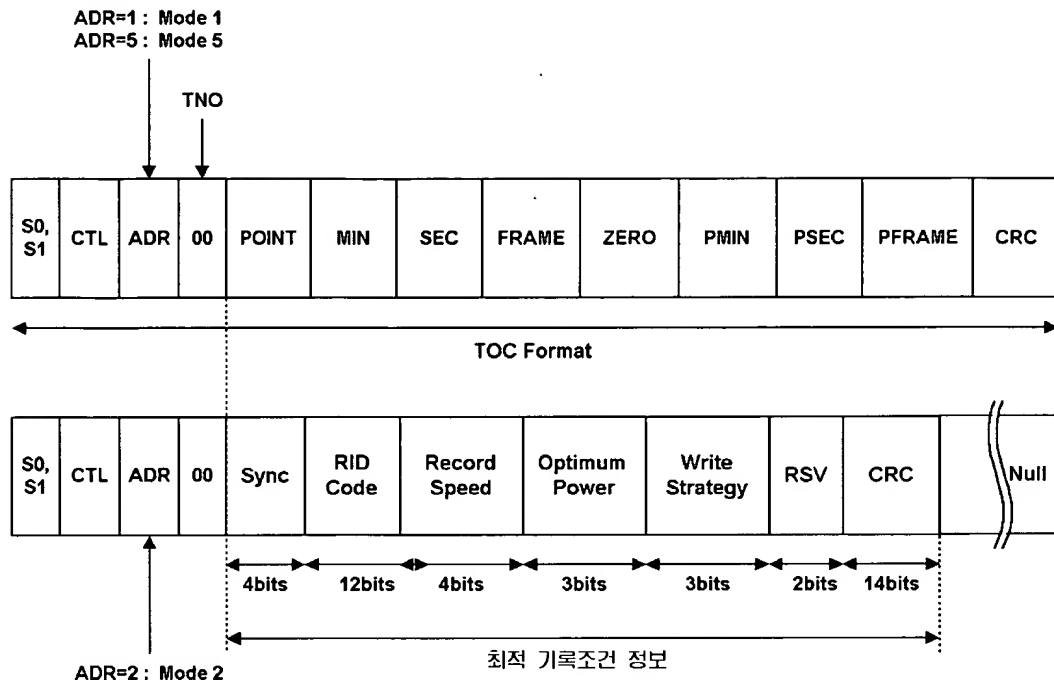 ADR=1 : Mode 1
ADR=5 : Mode 5
TNO
S0, S1 CTL ADR 00 POINT MIN SEC FRAME ZERO PMIN PSEC PFRAME CRC
TOC Format
S0, S1 CTL ADR 00 Sync RID Code Record Speed Optimum Power Write Strategy RSV CRC Null
4bits 12bits 4bits 3bits 3bits 2bits 14bits
최적 기록조건 정보
ADR=2 : Mode 2